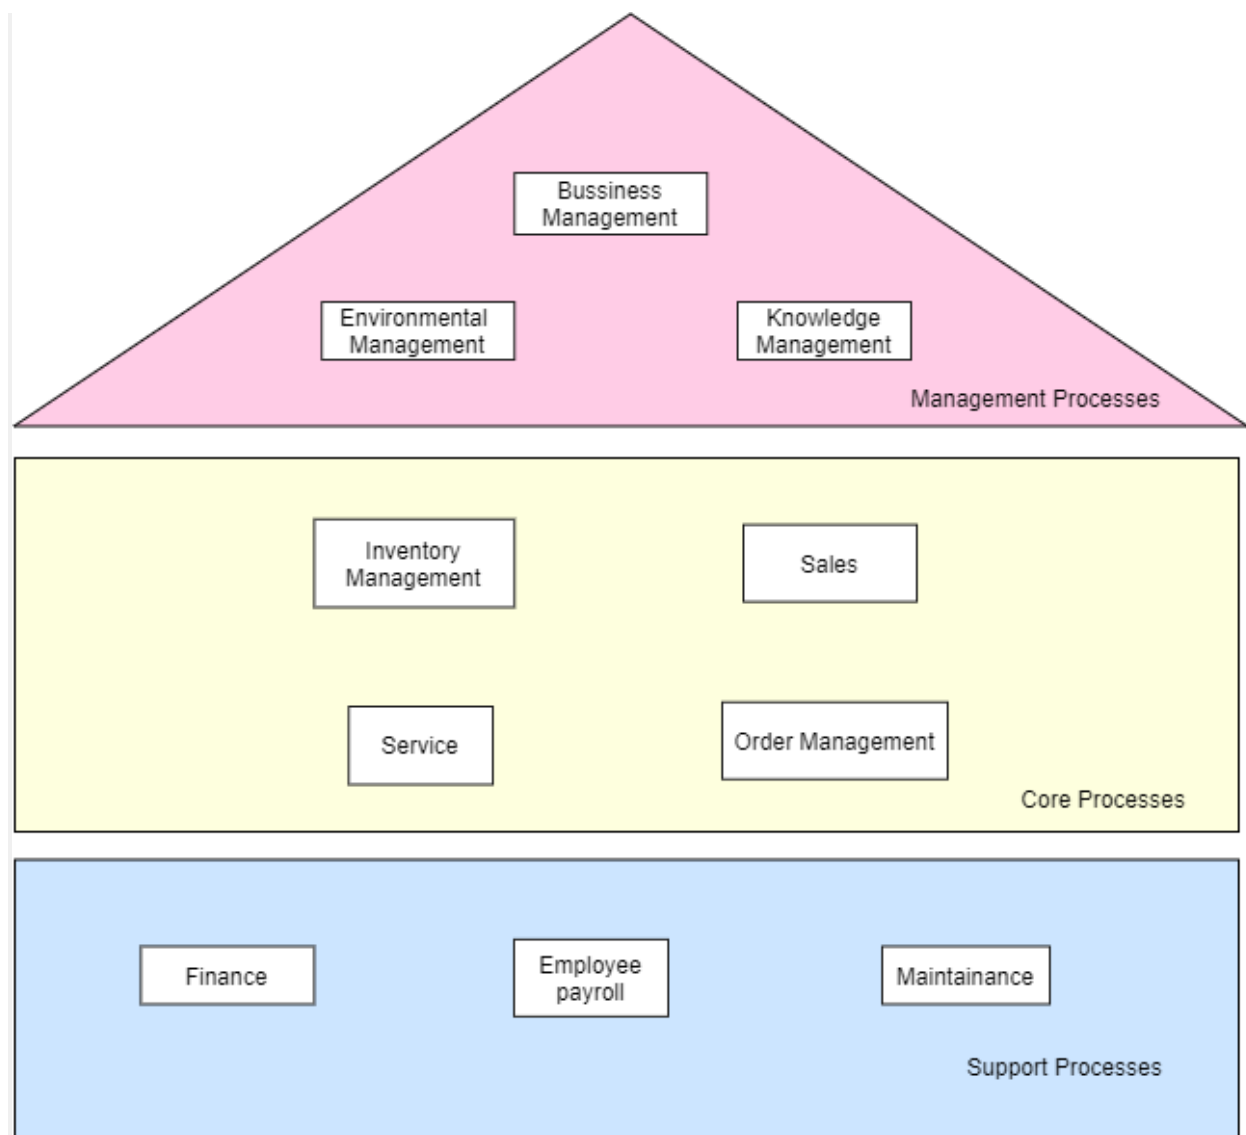 Bussiness
Management
Environmental
Management
Knowledge
Management
Management Processes
Inventory
Management
Sales
Service
Order Management
Core Processes
Finance
Employee
payroll
Maintainance
Support Processes